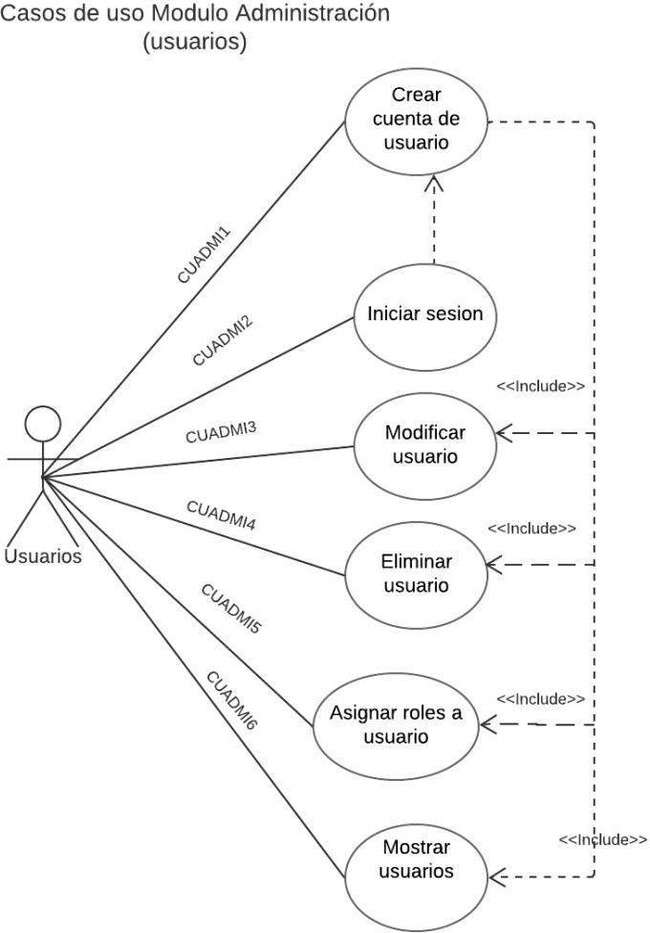 Casos de uso Modulo Administración
(usuarios)
Crear
cuenta de
usuario
CUADMI1
Iniciar sesion
CUADMI2
<<Include>>
Modificar
usuario
CUADMI3
<<Include>>
Eliminar
usuario
CUADMI4
Usuarios
CUADMI5
<<Include>>
Asignar roles a
usuario
CUADMI6
<<Include>>
Mostrar
usuarios